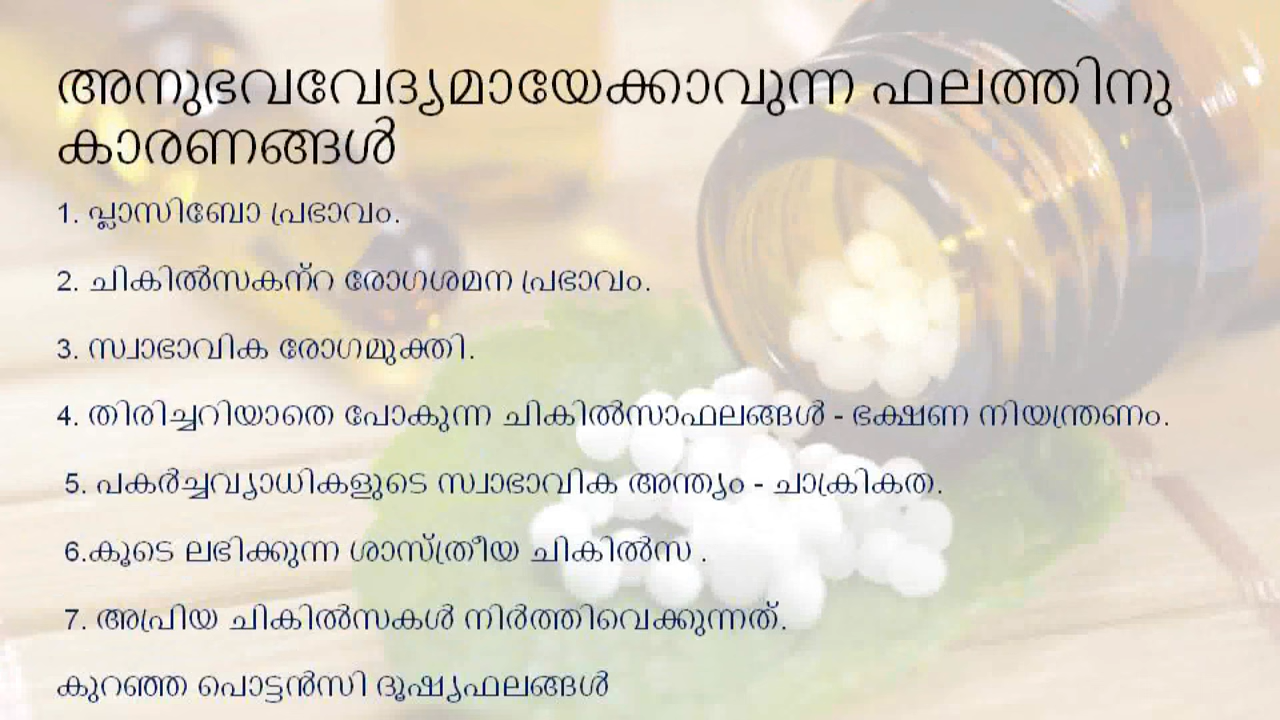 അനുഭവവേദ്യമായേക്കാവുന്ന ഫലത്തിനു
കാരണങ്ങൾ
1. പ്ലാസിബോ പ്രഭാവം.
2. ചികിൽസകന്റ രോഗശമന പ്രഭാവം.
3. സ്വാഭാവിക രോഗമുക്തി.
4. തിരിച്ചറിയാതെ പോകുന്ന ചികിൽസാഫലങ്ങൾ - ഭക്ഷണ നിയന്ത്രണം.
5. പകർച്ചവ്യാധികളുടെ സ്വാഭാവിക അന്ത്യം - ചാക്രികത.
6.കൂടെ ലഭിക്കുന്ന ശാസ്ത്രീയ ചികിൽസ .
7. അപ്രിയ ചികിൽസകൾ നിർത്തിവെക്കുന്നത്.
കുറഞ്ഞ പൊട്ടൻസി ദൂഷ്യഫലങ്ങൾ